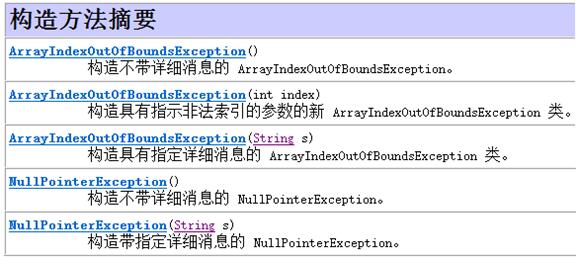 构造方法摘要
ArrayIndexOutOfBoundsException()
构造不带详细消息的 ArrayIndexOutOfBoundsException。
ArrayIndexOutOfBoundsException(int index)
构造具有指示非法索引的参数的新 ArrayIndexOutOfBoundsException 类。
ArrayIndexOutOfBoundsException(String s)
构造具有指定详细消息的 ArrayIndexOutOfBoundsException 类。
NullPointerException()
构造不带详细消息的 NullPointerException。
NullPointerException(String s)
构造带指定详细消息的 NullPointerException。